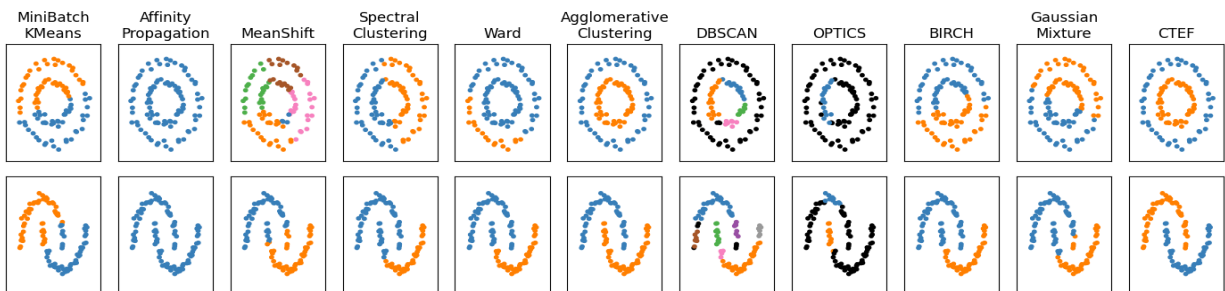 MiniBatch
KMeans
Affinity
Propagation
MeanShift
Spectral
Clustering
Ward
Agglomerative
Clustering
DBSCAN
OPTICS
BIRCH
Gaussian
Mixture
CTEF